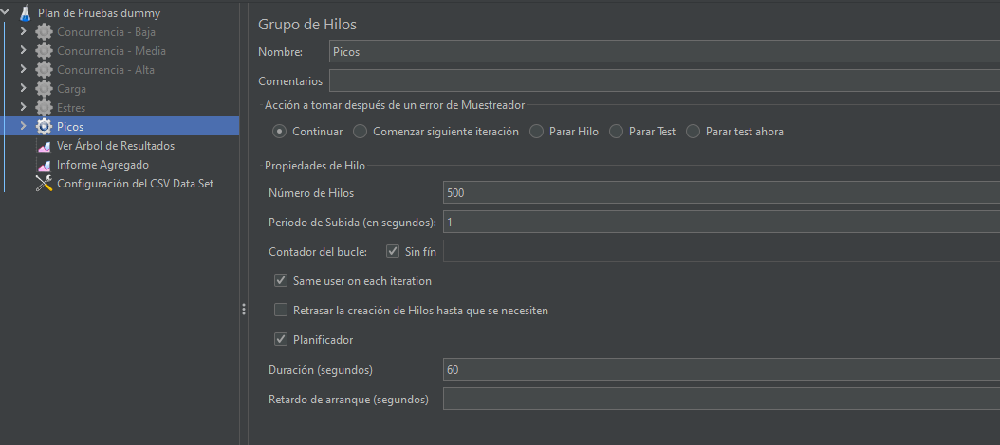 Plan de Pruebas dummy
Concurrencia - Baja
Concurrencia - Media
Concurrencia - Alta
Carga
Estres
Picos
Ver Árbol de Resultados
Informe Agregado
Configuración del CSV Data Set
Grupo de Hilos
Nombre: Picos
Comentarios
Acción a tomar después de un error de Muestreador
Continuar Comenzar siguiente iteración Parar Hilo Parar Test Parar test ahora
Propiedades de Hilo
Número de Hilos 500
Periodo de Subida (en segundos): 1
Contador del bucle: Sin fín
Same user on each iteration
Retrasar la creación de Hilos hasta que se necesiten
Planificador
Duración (segundos) 60
Retardo de arranque (segundos)